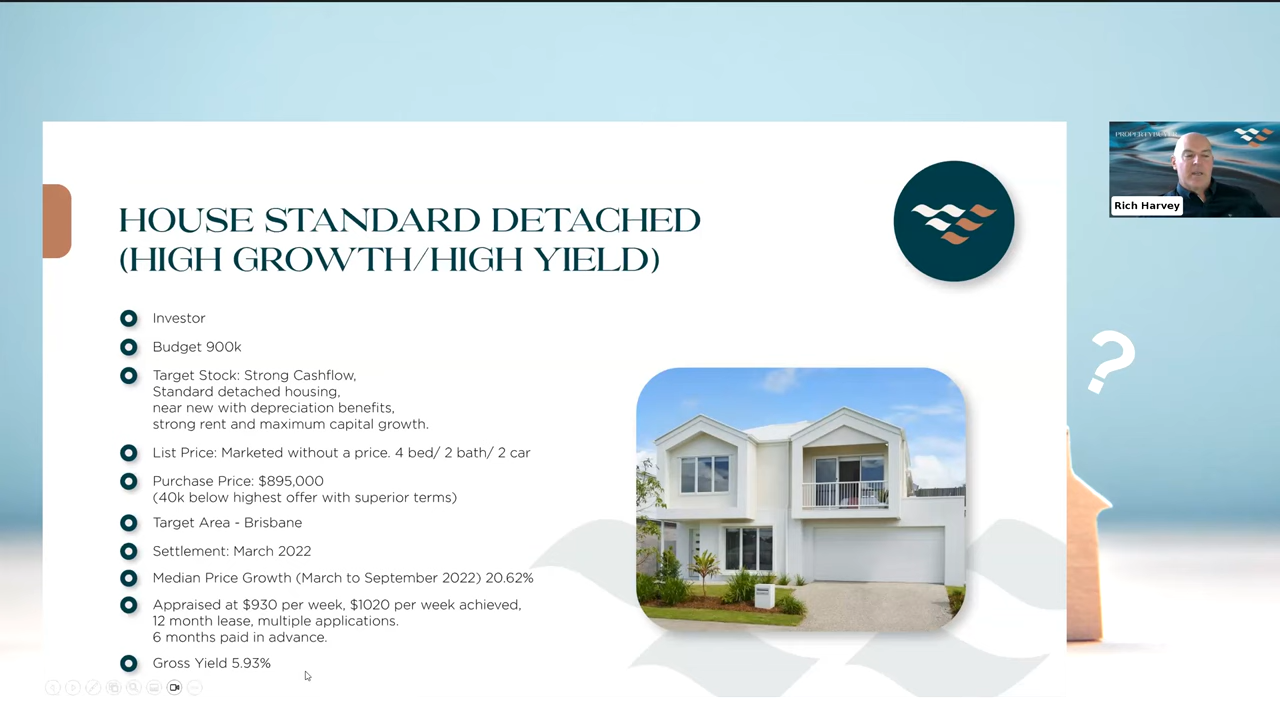 PROPERTYBUYER
Rich Harvey
HOUSE STANDARD DETACHED
(HIGH GROWTH/HIGH YIELD)
Investor
Budget 900k
Target Stock: Strong Cashflow,
Standard detached housing,
near new with depreciation benefits,
strong rent and maximum capital growth.
List Price: Marketed without a price. 4 bed/ 2 bath/ 2 car
Purchase Price: $895,000
(40k below highest offer with superior terms)
Target Area - Brisbane
Settlement: March 2022
Median Price Growth (March to September 2022) 20.62%
Appraised at $930 per week, $1020 per week achieved,
12 month lease, multiple applications.
6 months paid in advance.
Gross Yield 5.93%
?